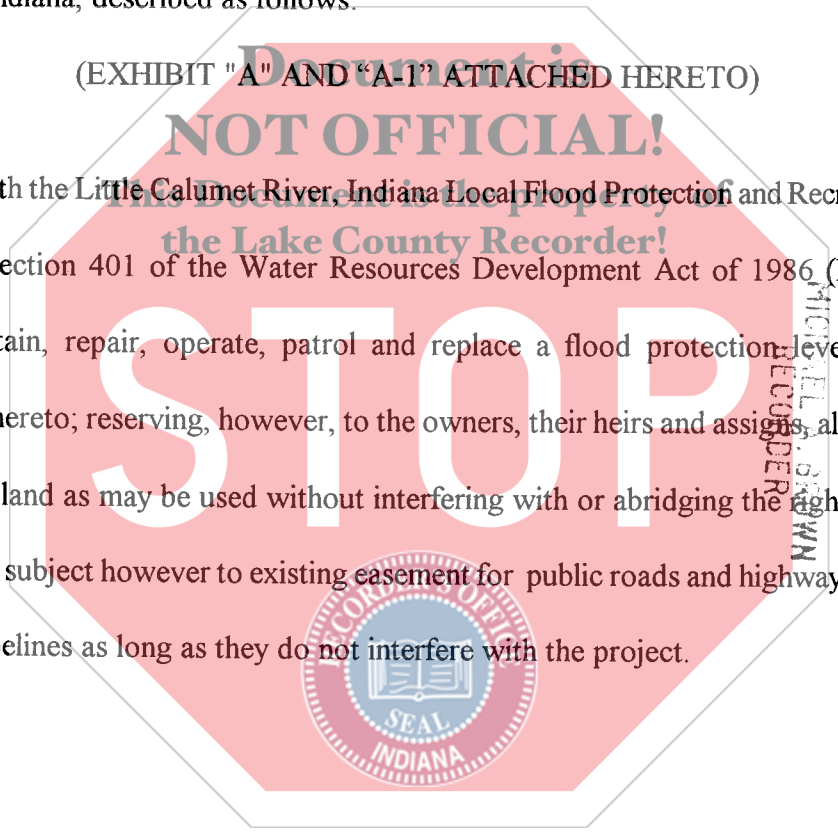 ndiana, described as follows:
Document is
(EXHIBIT "A" AND “A-1” ATTACHED HERETO)
NOT OFFICIAL!
th the Little Calumet River, Indiana Local Flood Protection and Recr
This Document is the property of
the Lake County Recorder!
ection 401 of the Water Resources Development Act of 1986 (
tain, repair, operate, patrol and replace a flood protection leve
STOP
ereto; reserving, however, to the owners, their heirs and assigns, al
land as may be used without interfering with or abridging the righ
subject however to existing easement for public roads and highway
elines as long as they do not interfere with the project.
RECORDER'S OFFICE
SEAL
INDIANA
BROWN
RECORDER